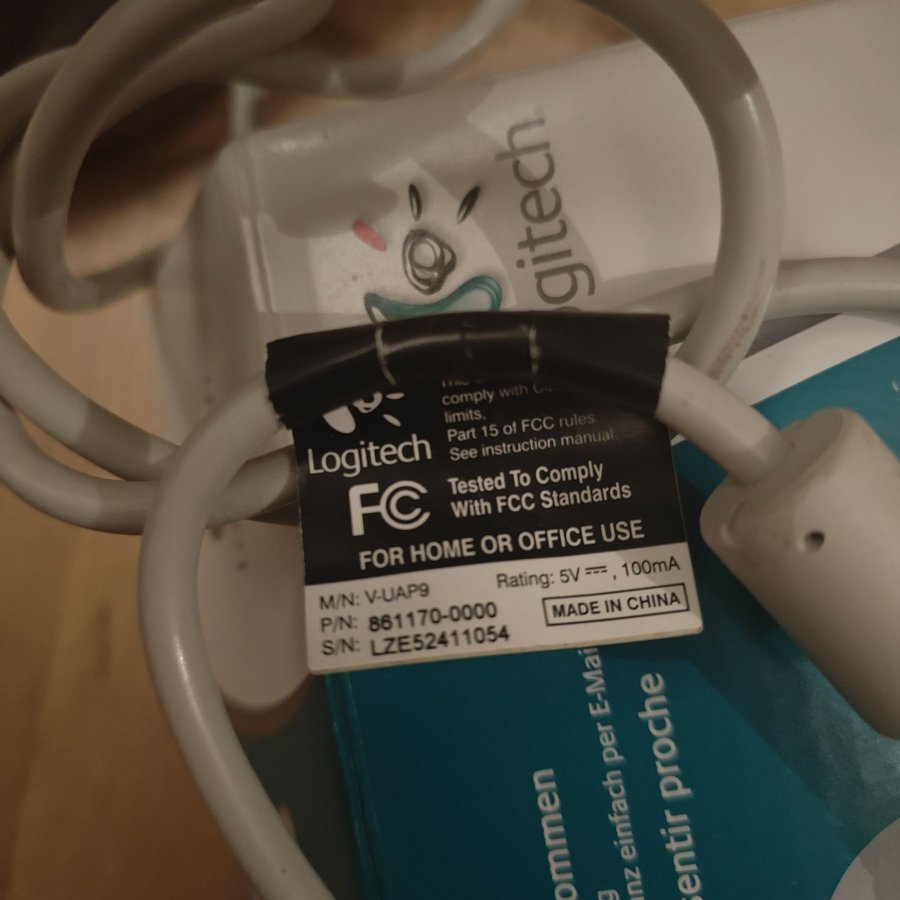 Logitech
comply with
limits.
Part 15 of FCC rules
See instruction manual.
Logitech
FC
Tested To Comply
With FCC Standards
FOR HOME OR OFFICE USE
M/N: V-UAP9
Rating: 5V⎓, 100mA
P/N: 861170-0000
MADE IN CHINA
S/N: LZE52411054
einfach per E-Mai
sentir proche